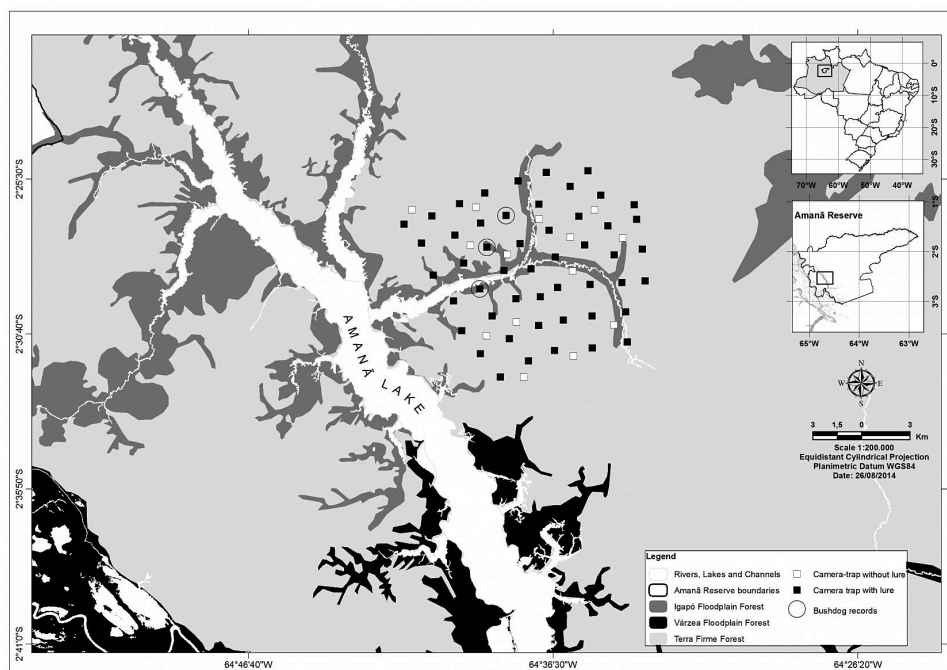 0°
10°S
20°S
30°S
70°W 60°W 50°W 40°W
Amanã Reserve
1°S
3°S
65°W 64°W 63°W
N
W E
S
3 1,5 0 3
Km
Scale 1:200.000
Equidistant Cylindrical Projection
Planimetric Datum WGS84
Date: 26/08/2014
2°25'30"S
2°30'40"S
2°35'50"S
2°41'0"S
AMANÃ LAKE
Legend
Rivers, Lakes and Channels
Amanã Reserve boundaries
Igapó Floodplain Forest
Várzea Floodplain Forest
Terra Firme Forest
Camera-trap without lure
Camera trap with lure
Bushdog records
64°46'40"W 64°36'30"W 64°26'20"W